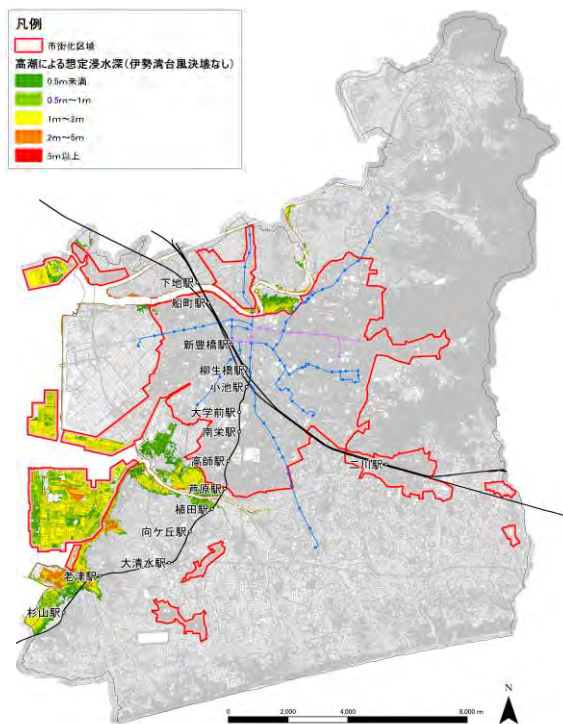 凡例
市街化区域
高潮による想定浸水深(伊勢湾台風決壊なし)
0.5m未満
0.5m～1m
1m～2m
2m～5m
5m以上
下地駅
船町駅
新豊橋駅
柳生橋駅
小池駅
大学前駅
南栄駅
高師駅
二川駅
芦原駅
植田駅
向ケ丘駅
大清水駅
老津駅
杉山駅
N
0 2,000 4,000 8,000 m